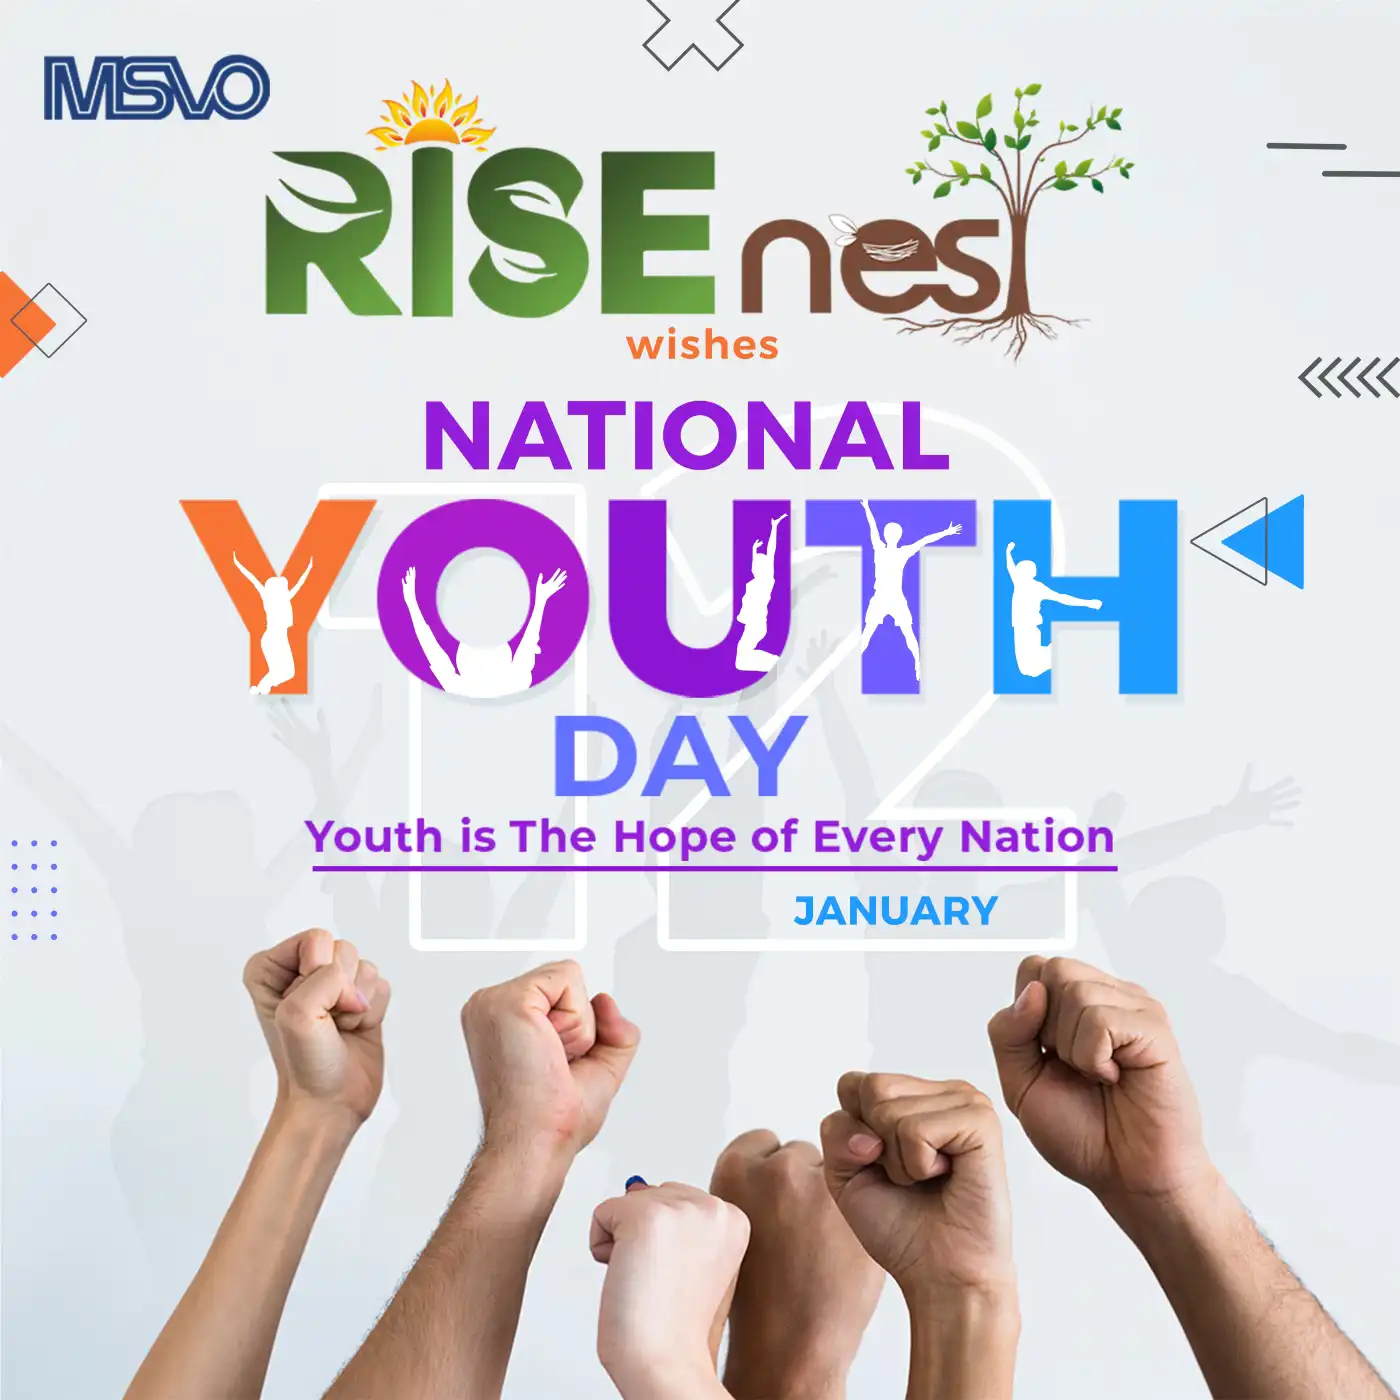 MSVO
RISE nest
wishes
NATIONAL
YOUTH
DAY
Youth is The Hope of Every Nation
12
JANUARY